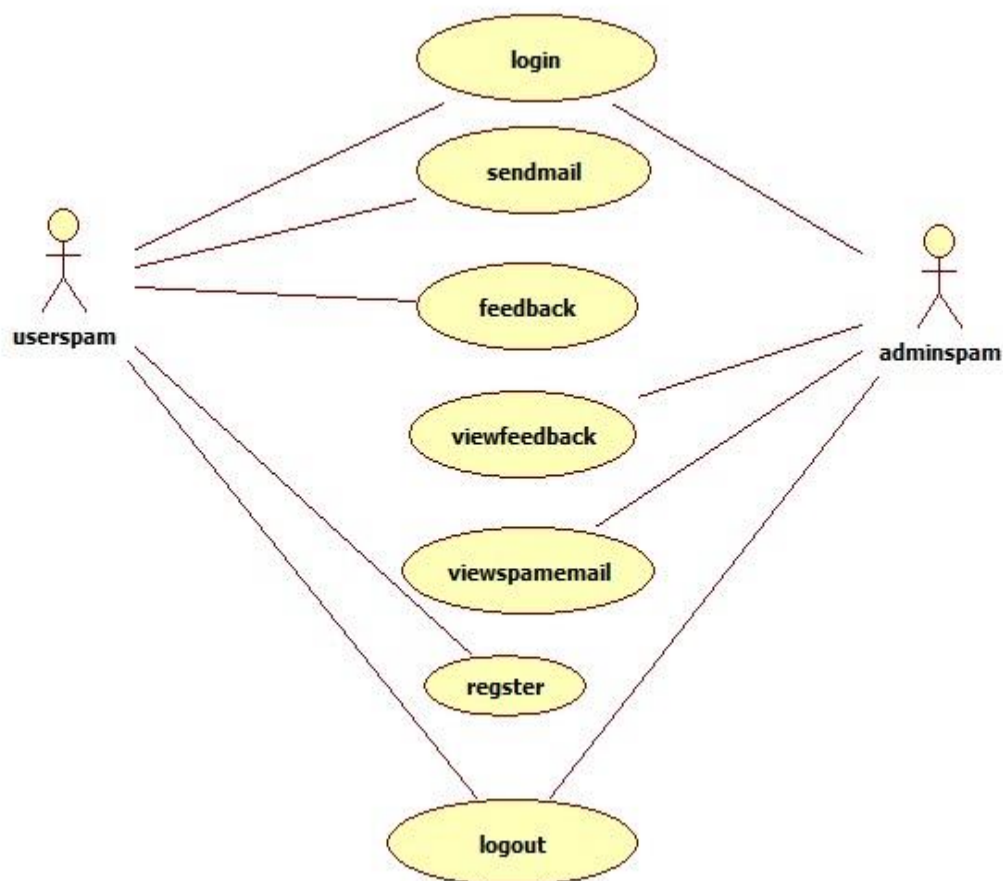 login
sendmail
userspam
feedback
adminspam
viewfeedback
viewspamemail
regster
logout